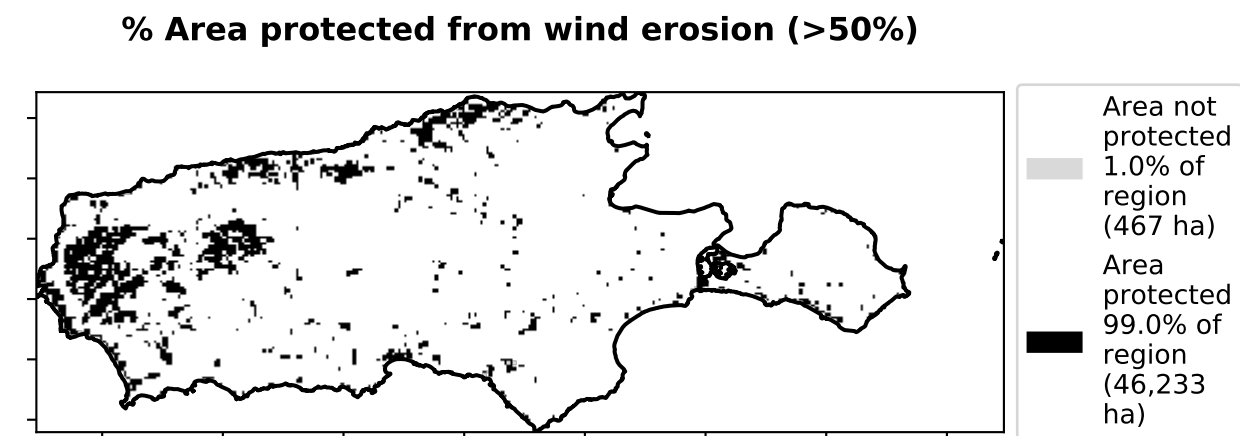 % Area protected from wind erosion (>50%)
Area not
protected
1.0% of
region
(467 ha)
Area
protected
99.0% of
region
(46,233
ha)